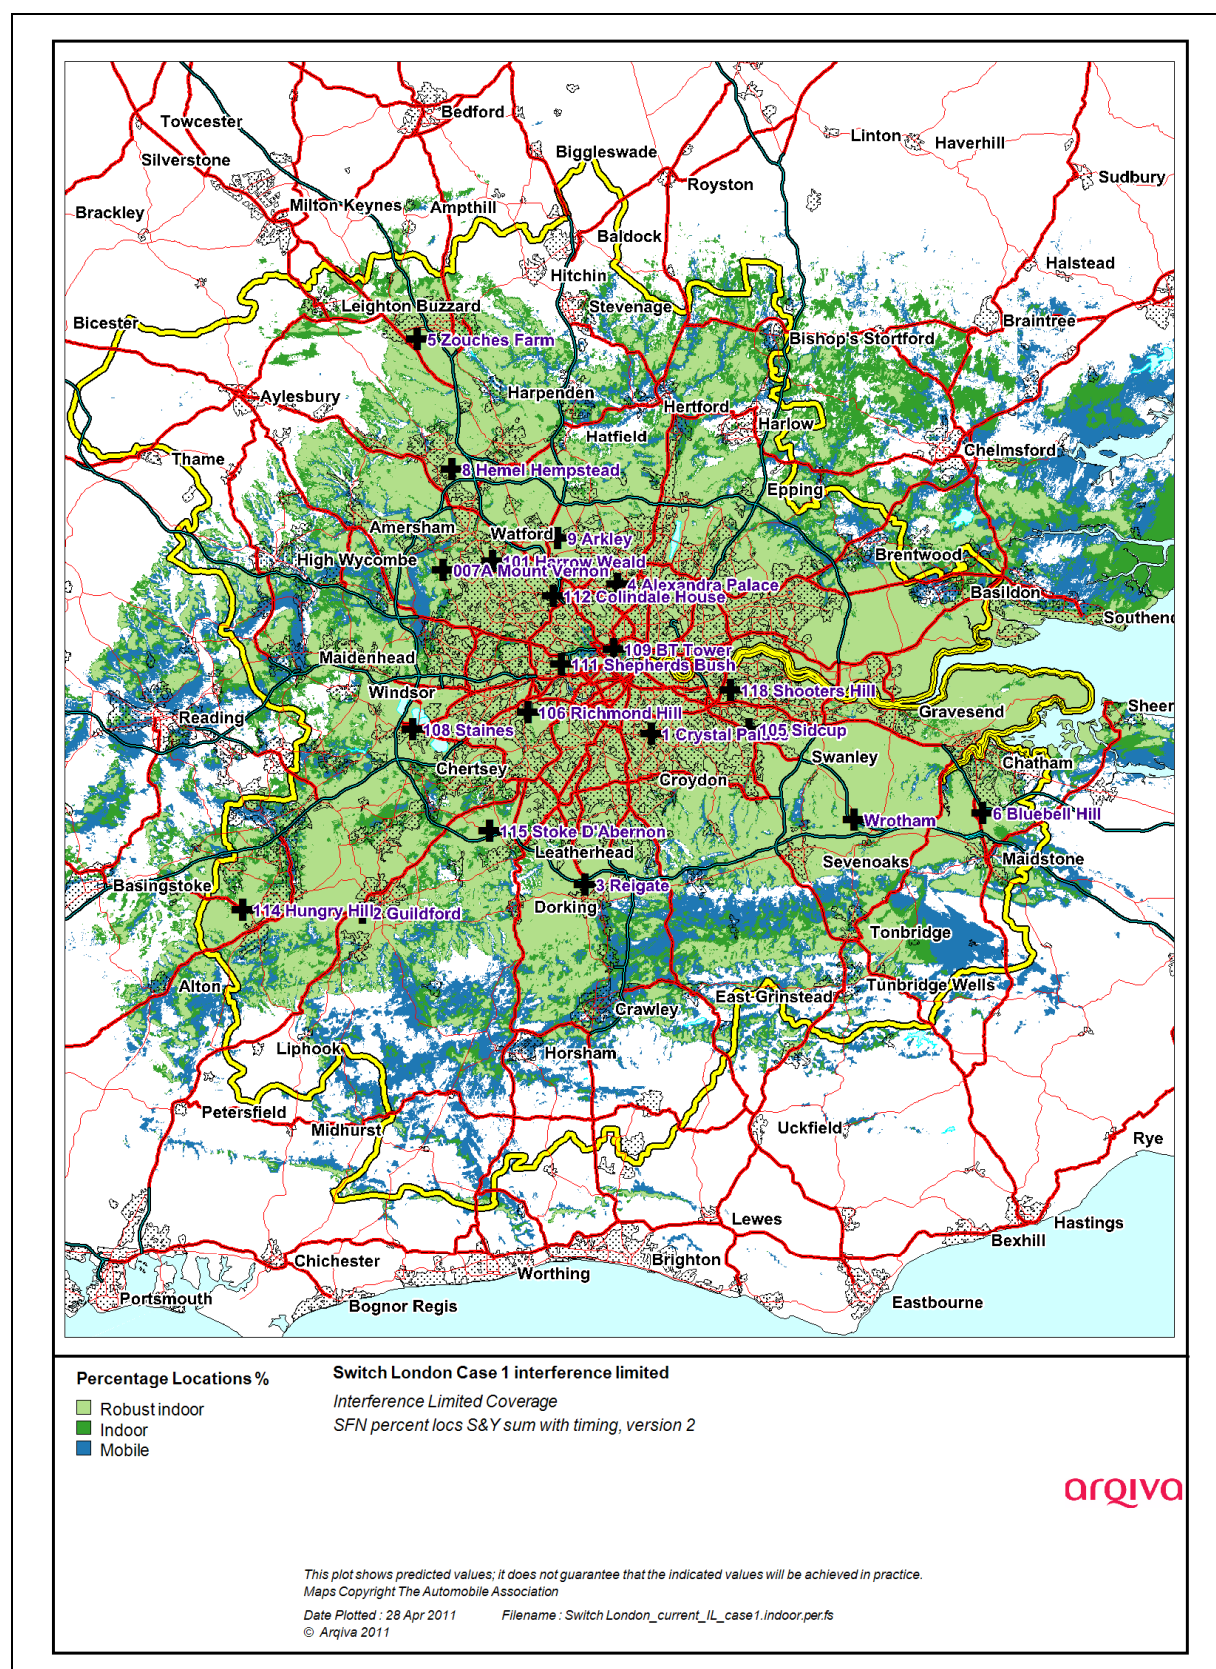 Bedford
Towcester
Linton
Haverhill
Silverstone
Biggleswade
Sudbury
Royston
Milton Keynes
Ampthill
Brackley
Baldock
Halstead
Hitchin
Leighton Buzzard
Stevenage
Bicester
Braintree
5 Zouches Farm
Bishop's Stortford
Harpenden
Aylesbury
Hertford
Harlow
Hatfield
Chelmsford
Thame
8 Hemel Hempstead
Epping
Amersham
Watford
9 Arkley
High Wycombe
101 Harrow Weald
Brentwood
007A Mount Vernon
4 Alexandra Palace
112 Colindale House
Basildon
Southend
109 BT Tower
Maidenhead
111 Shepherds Bush
Windsor
118 Shooters Hill
Sheer
Reading
106 Richmond Hill
Gravesend
108 Staines
1 Crystal Palace
105 Sidcup
Swanley
Chatham
Chertsey
Croydon
6 Bluebell Hill
Wrotham
115 Stoke D'Abernon
Leatherhead
Sevenoaks
Maidstone
Basingstoke
3 Reigate
114 Hungry Hill
2 Guildford
Dorking
Tonbridge
Alton
East Grinstead
Tunbridge Wells
Crawley
Liphook
Horsham
Petersfield
Midhurst
Uckfield
Rye
Lewes
Hastings
Bexhill
Chichester
Brighton
Worthing
Portsmouth
Bognor Regis
Eastbourne
Percentage Locations %
Robust indoor
Indoor
Mobile
Switch London Case 1 interference limited
Interference Limited Coverage
SFN percent locs S&Y sum with timing, version 2
arqiva
This plot shows predicted values; it does not guarantee that the indicated values will be achieved in practice.
Maps Copyright The Automobile Association
Date Plotted : 28 Apr 2011 Filename : Switch London_current_IL_case1.indoor.per.fs
© Arqiva 2011